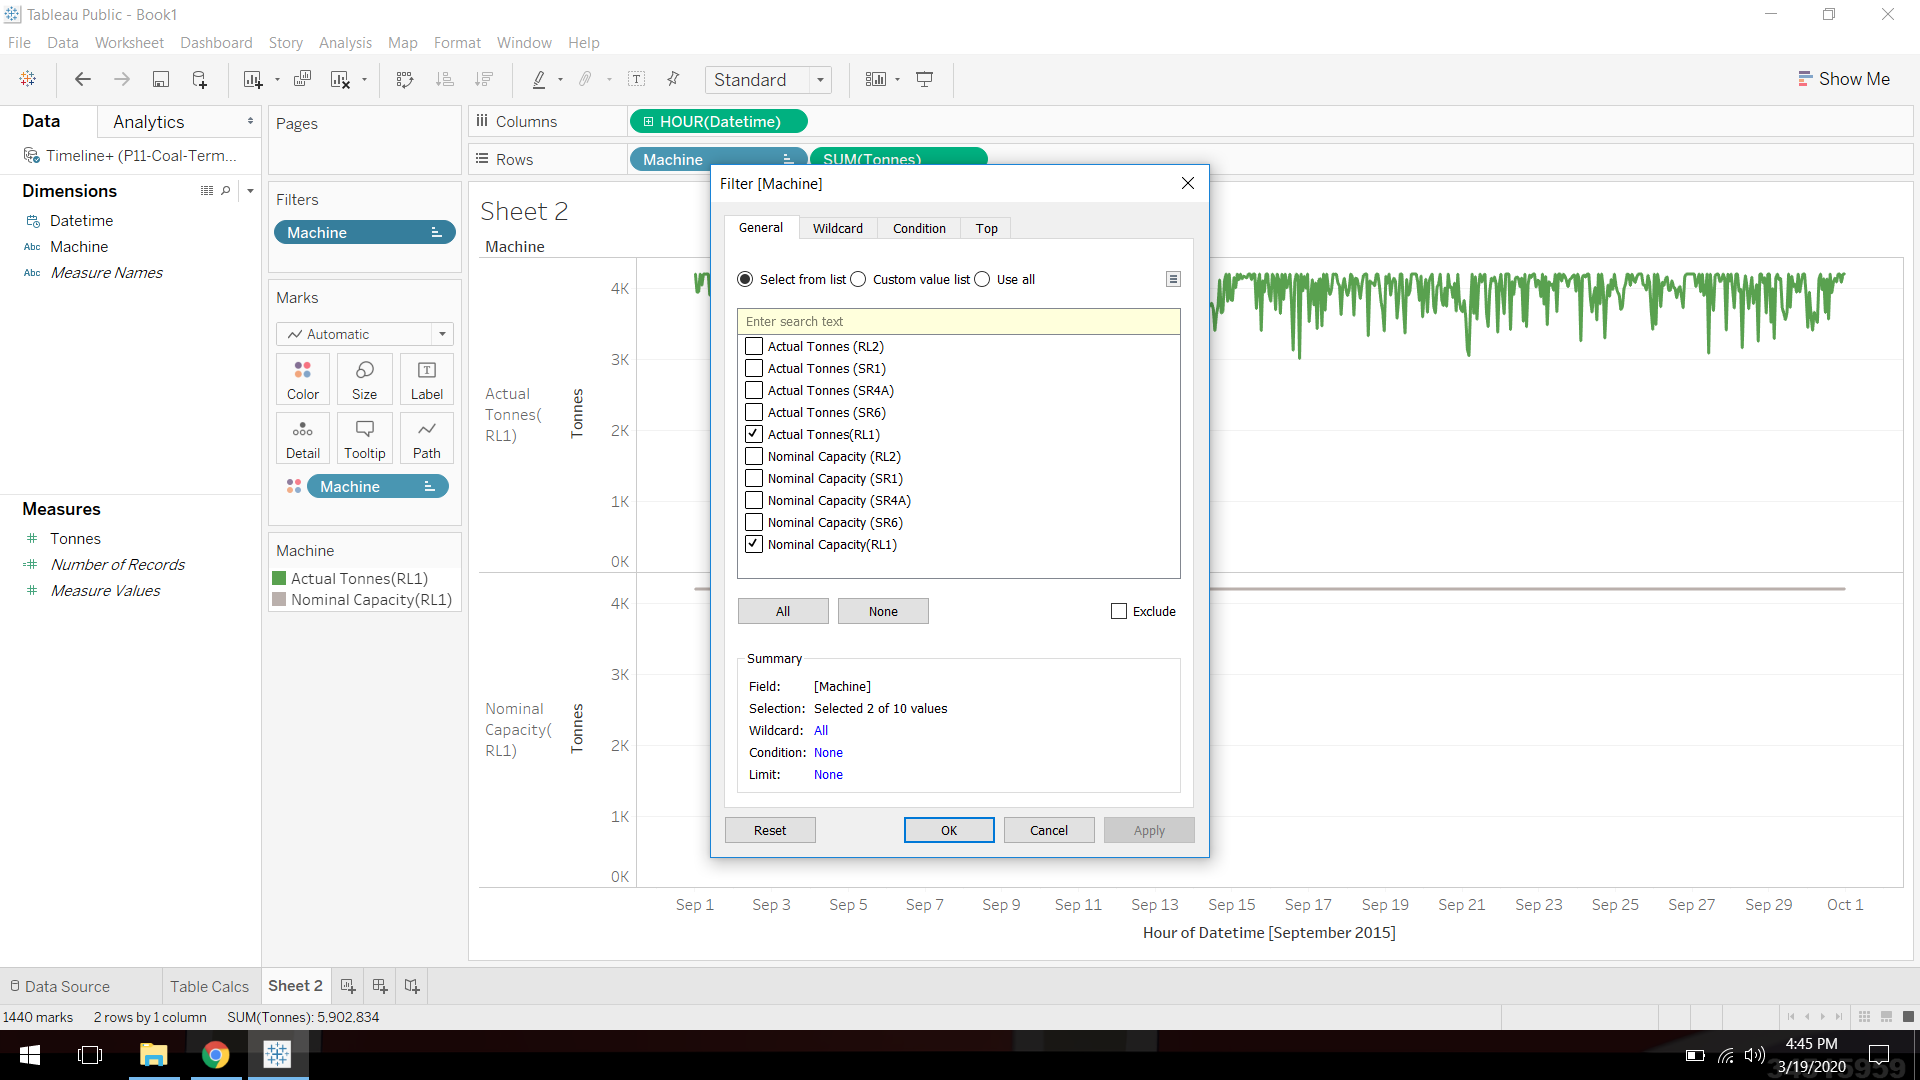 Tableau Public - Book1
File Data Worksheet Dashboard Story Analysis Map Format Window Help
Standard
Show Me
Data
Analytics
Timeline+ (P11-Coal-Term...
Dimensions
Datetime
Abc Machine
Abc Measure Names
Measures
Tonnes
Number of Records
Measure Values
Pages
Filters
Machine
Marks
Automatic
Color
Size
Label
Detail
Tooltip
Path
Machine
Machine
Actual Tonnes(RL1)
Nominal Capacity(RL1)
Columns
HOUR(Datetime)
Rows
Machine
SUM(Tonnes)
Sheet 2
Machine
Actual
Tonnes(
RL1)
Tonnes
4K
3K
2K
1K
0K
Nominal
Capacity(
RL1)
Tonnes
4K
3K
2K
1K
0K
Sep 1 Sep 3 Sep 5 Sep 7 Sep 9 Sep 11 Sep 13 Sep 15 Sep 17 Sep 19 Sep 21 Sep 23 Sep 25 Sep 27 Sep 29 Oct 1
Hour of Datetime [September 2015]
Filter [Machine]
General Wildcard Condition Top
Select from list Custom value list Use all
Enter search text
Actual Tonnes (RL2)
Actual Tonnes (SR1)
Actual Tonnes (SR4A)
Actual Tonnes (SR6)
Actual Tonnes(RL1)
Nominal Capacity (RL2)
Nominal Capacity (SR1)
Nominal Capacity (SR4A)
Nominal Capacity (SR6)
Nominal Capacity(RL1)
All None Exclude
Summary
Field: [Machine]
Selection: Selected 2 of 10 values
Wildcard: All
Condition: None
Limit: None
Reset OK Cancel Apply
Data Source Table Calcs Sheet 2
1440 marks 2 rows by 1 column SUM(Tonnes): 5,902,834
4:45 PM
3/19/2020
34515959